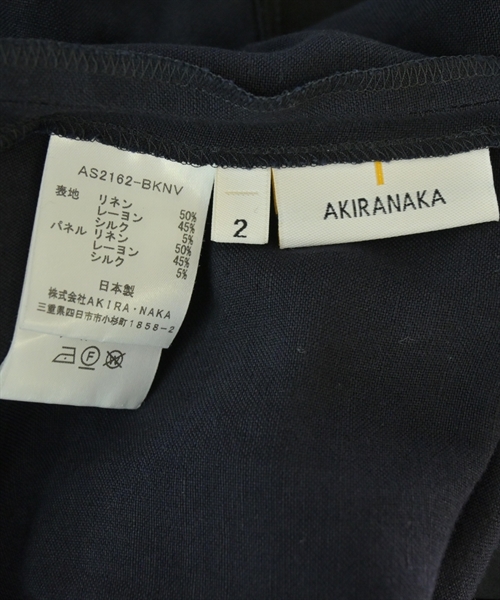 AS2162-BKNV
表地 リネン 50%
レーヨン 45%
シルク 5%
パネル リネン 50%
レーヨン 45%
シルク 5%
日本製
株式会社AKIRA・NAKA
三重県四日市市小杉町1858-2
F
2
AKIRANAKA